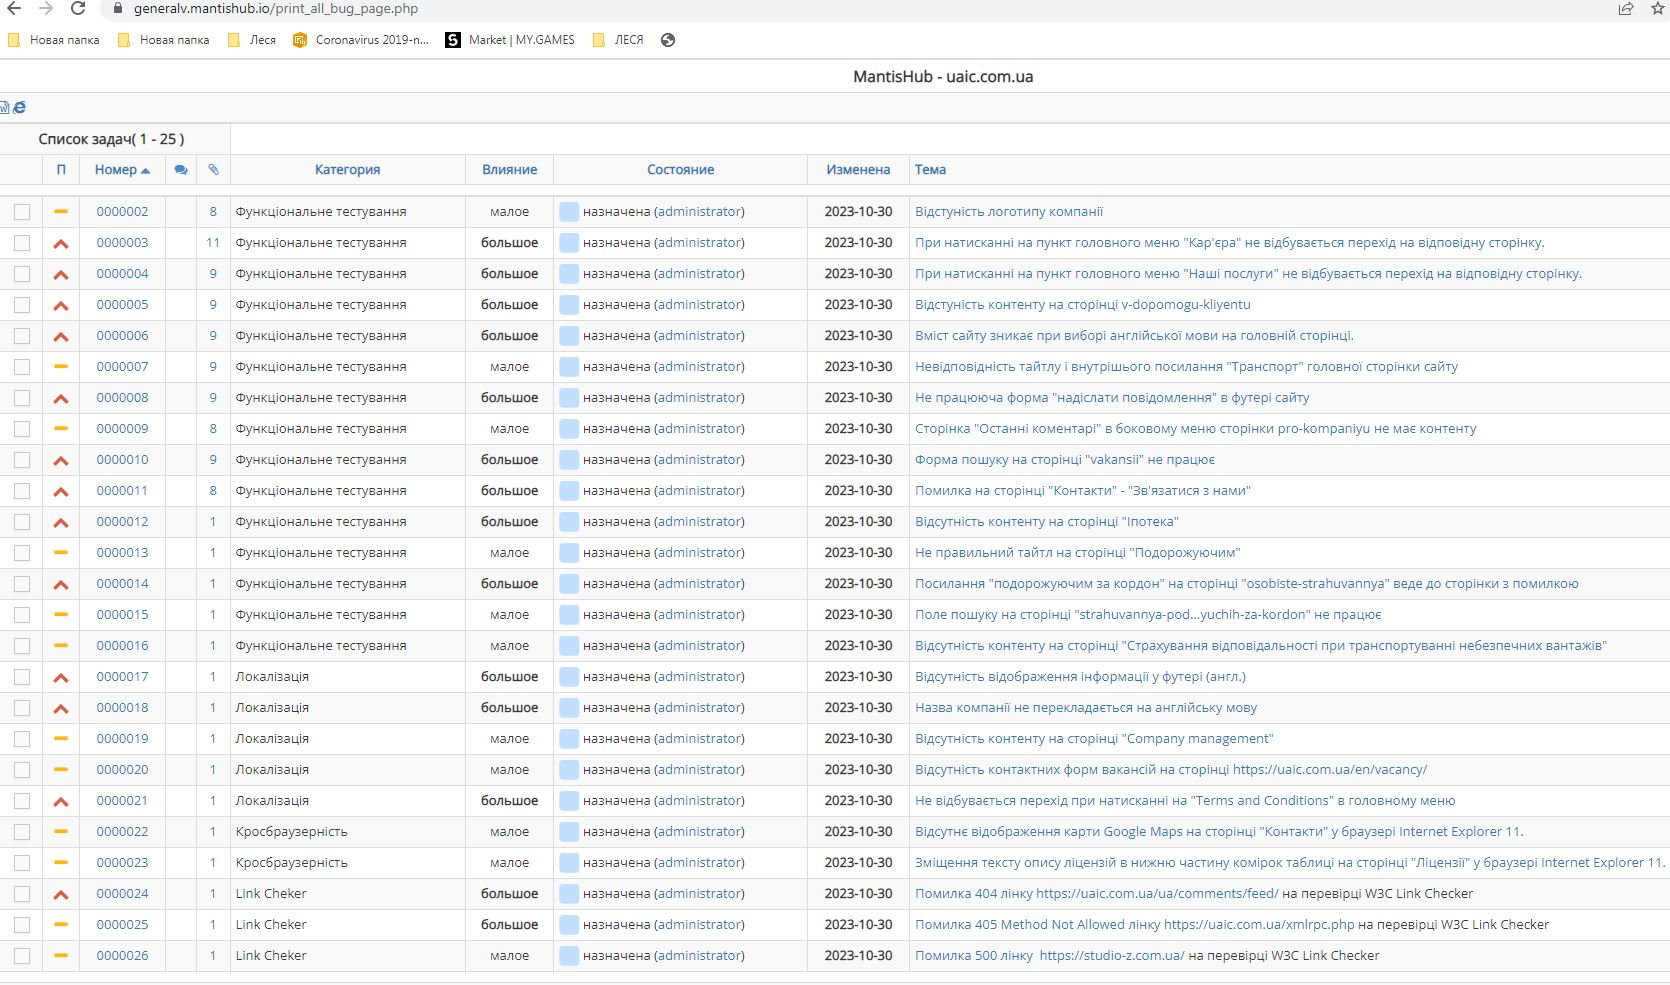 generalv.mantishub.io/print_all_bug_page.php
Новая папка Новая папка Леся Coronavirus 2019-n... Market | MY.GAMES ЛЕСЯ
MantisHub - uaic.com.ua
Список задач( 1 - 25 )
П Номер Категория Влияние Состояние Изменена Тема
0000002 8 Функціональне тестування малое назначена (administrator) 2023-10-30 Відстуність логотипу компанії
0000003 11 Функціональне тестування большое назначена (administrator) 2023-10-30 При натисканні на пункт головного меню "Кар'єра" не відбувається перехід на відповідну сторінку.
0000004 9 Функціональне тестування большое назначена (administrator) 2023-10-30 При натисканні на пункт головного меню "Наші послуги" не відбувається перехід на відповідну сторінку.
0000005 9 Функціональне тестування большое назначена (administrator) 2023-10-30 Відстуність контенту на сторінці v-dopomogu-kliyentu
0000006 9 Функціональне тестування большое назначена (administrator) 2023-10-30 Вміст сайту зникає при виборі англійської мови на головній сторінці.
0000007 9 Функціональне тестування малое назначена (administrator) 2023-10-30 Невідповідність тайтлу і внутрішього посилання "Транспорт" головної сторінки сайту
0000008 9 Функціональне тестування большое назначена (administrator) 2023-10-30 Не працююча форма "надіслати повідомлення" в футері сайту
0000009 8 Функціональне тестування малое назначена (administrator) 2023-10-30 Сторінка "Останні коментарі" в боковому меню сторінки pro-kompaniyu не має контенту
0000010 9 Функціональне тестування большое назначена (administrator) 2023-10-30 Форма пошуку на сторінці "vakansii" не працює
0000011 8 Функціональне тестування большое назначена (administrator) 2023-10-30 Помилка на сторінці "Контакти" - "Зв'язатися з нами"
0000012 1 Функціональне тестування большое назначена (administrator) 2023-10-30 Відсутність контенту на сторінці "Іпотека"
0000013 1 Функціональне тестування малое назначена (administrator) 2023-10-30 Не правильний тайтл на сторінці "Подорожуючим"
0000014 1 Функціональне тестування большое назначена (administrator) 2023-10-30 Посилання "подорожуючим за кордон" на сторінці "osobiste-strahuvannya" веде до сторінки з помилкою
0000015 1 Функціональне тестування малое назначена (administrator) 2023-10-30 Поле пошуку на сторінці "strahuvannya-pod...yuchih-za-kordon" не працює
0000016 1 Функціональне тестування малое назначена (administrator) 2023-10-30 Відсутність контенту на сторінці "Страхування відповідальності при транспортуванні небезпечних вантажів"
0000017 1 Локалізація большое назначена (administrator) 2023-10-30 Відсутність відображення інформації у футері (англ.)
0000018 1 Локалізація большое назначена (administrator) 2023-10-30 Назва компанії не перекладається на англійську мову
0000019 1 Локалізація малое назначена (administrator) 2023-10-30 Відсутність контенту на сторінці "Company management"
0000020 1 Локалізація малое назначена (administrator) 2023-10-30 Відсутність контактних форм вакансій на сторінці https://uaic.com.ua/en/vacancy/
0000021 1 Локалізація большое назначена (administrator) 2023-10-30 Не відбувається перехід при натисканні на "Terms and Conditions" в головному меню
0000022 1 Кросбраузерність малое назначена (administrator) 2023-10-30 Відсутнє відображення карти Google Maps на сторінці "Контакти" у браузері Internet Explorer 11.
0000023 1 Кросбраузерність малое назначена (administrator) 2023-10-30 Зміщення тексту опису ліцензій в нижню частину комірок таблиці на сторінці "Ліцензії" у браузері Internet Explorer 11.
0000024 1 Link Cheker большое назначена (administrator) 2023-10-30 Помилка 404 лінку https://uaic.com.ua/ua/comments/feed/ на перевірці W3C Link Checker
0000025 1 Link Cheker большое назначена (administrator) 2023-10-30 Помилка 405 Method Not Allowed лінку https://uaic.com.ua/xmlrpc.php на перевірці W3C Link Checker
0000026 1 Link Cheker малое назначена (administrator) 2023-10-30 Помилка 500 лінку https://studio-z.com.ua/ на перевірці W3C Link Checker